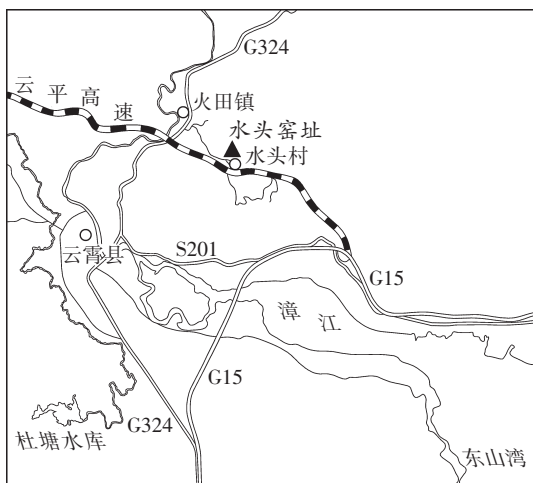 G324
云平高速
火田镇
水头窑址
水头村
云霄县
S201
G15
漳江
G15
杜塘水库
G324
东山湾